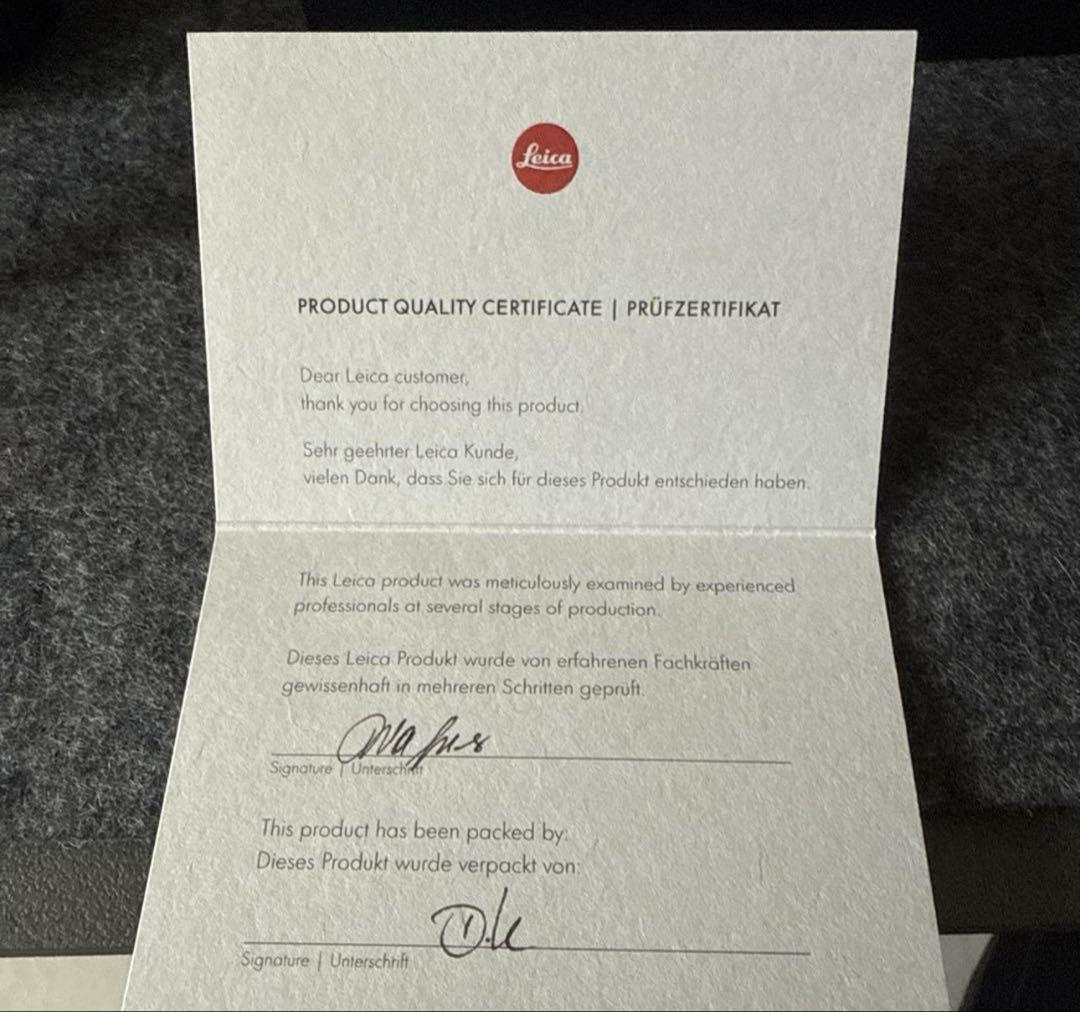 Leica
PRODUCT QUALITY CERTIFICATE | PRÜFZERTIFIKAT
Dear Leica customer,
thank you for choosing this product.
Sehr geehrter Leica Kunde,
vielen Dank, dass Sie sich für dieses Produkt entschieden haben.
This Leica product was meticulously examined by experienced
professionals at several stages of production.
Dieses Leica Produkt wurde von erfahrenen Fachkräften
gewissenhaft in mehreren Schritten geprüft.
Signature | Unterschrift
This product has been packed by:
Dieses Produkt wurde verpackt von:
Signature | Unterschrift